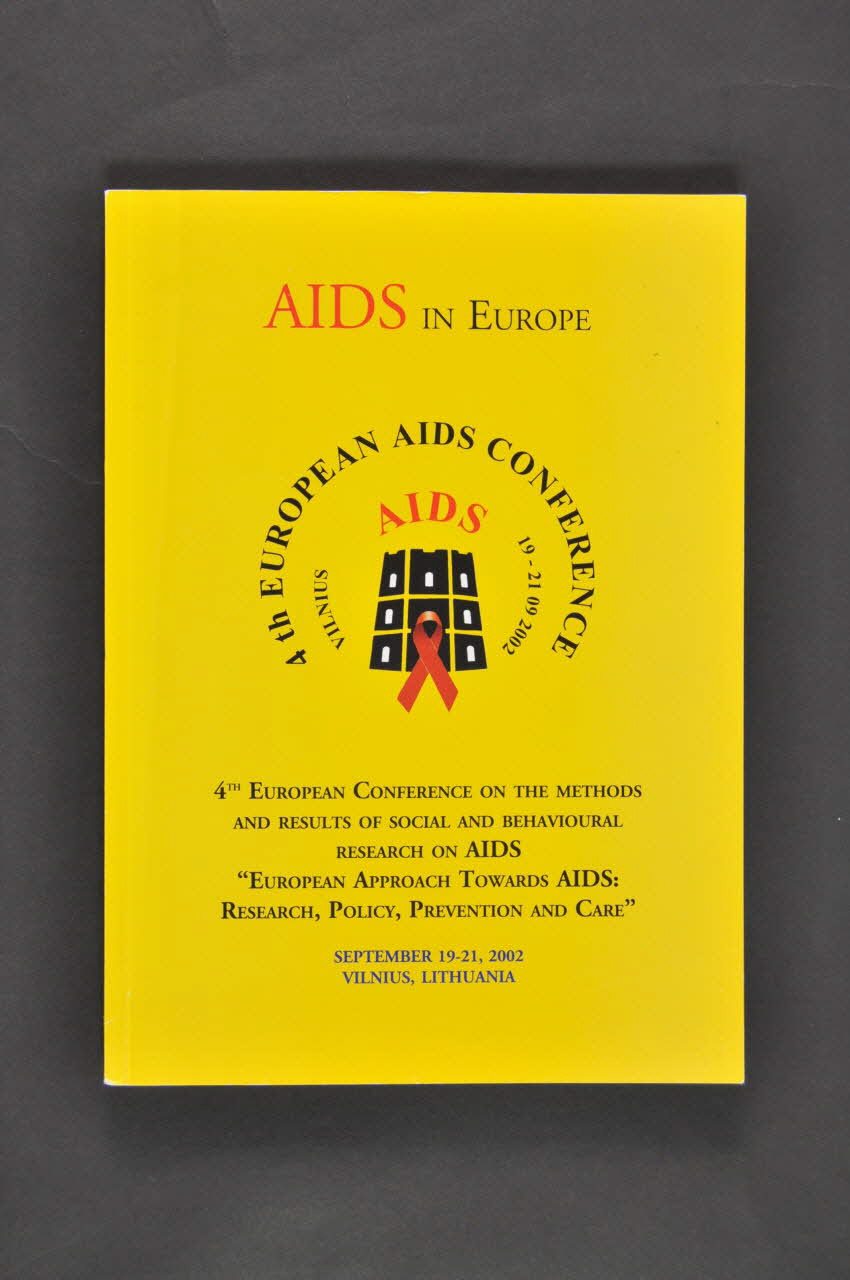 AIDS IN EUROPE
4th EUROPEAN AIDS CONFERENCE
AIDS
VILNIUS
19 - 21 09 2002
4TH EUROPEAN CONFERENCE ON THE METHODS
AND RESULTS OF SOCIAL AND BEHAVIOURAL
RESEARCH ON AIDS
“EUROPEAN APPROACH TOWARDS AIDS:
RESEARCH, POLICY, PREVENTION AND CARE”
SEPTEMBER 19-21, 2002
VILNIUS, LITHUANIA